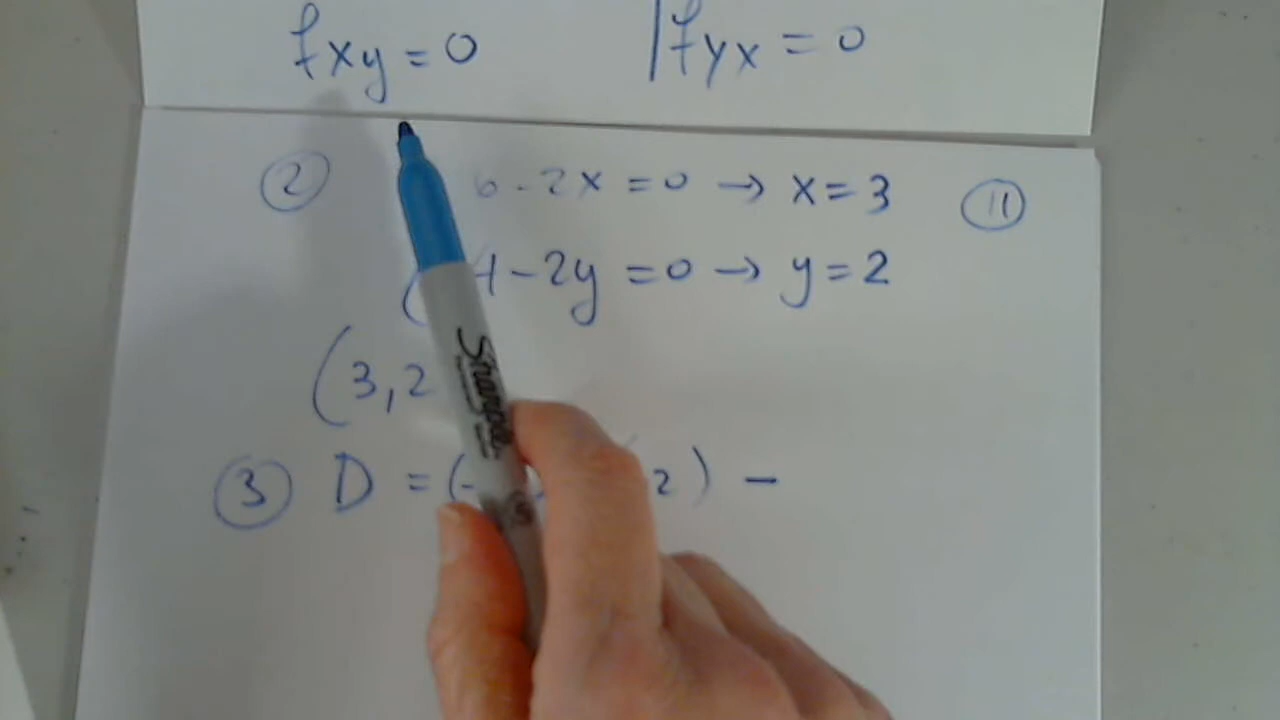 fxy = 0 fyx = 0
② 6 - 2x = 0 → x = 3 ⑪
4 - 2y = 0 → y = 2
(3,2
③ D = (- 2) -
Sharpie